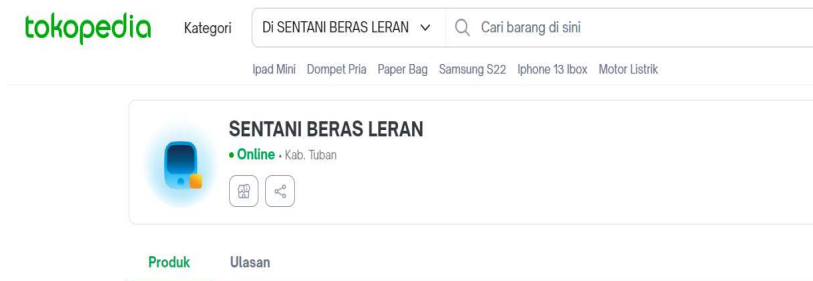 tokopedia Kategori Di SENTANI BERAS LERAN Cari barang di sini
Ipad Mini Dompet Pria Paper Bag Samsung S22 Iphone 13 Ibox Motor Listrik
SENTANI BERAS LERAN
• Online • Kab. Tuban
Produk Ulasan